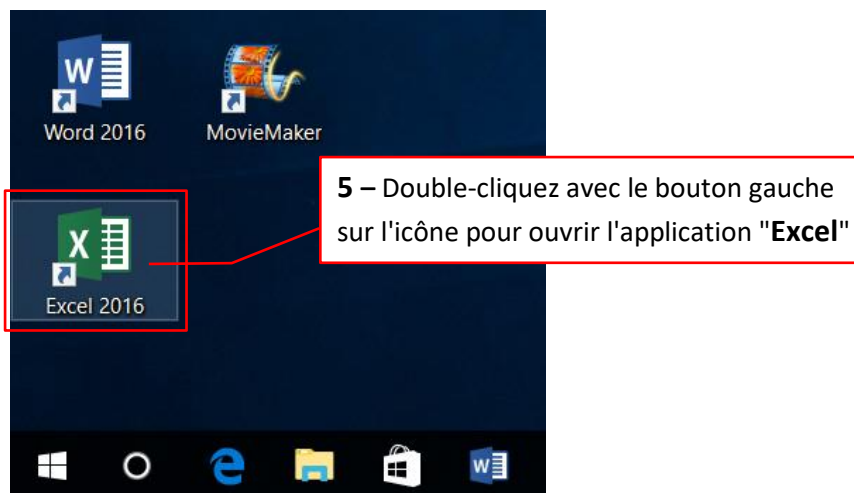 Word 2016 MovieMaker
5 – Double-cliquez avec le bouton gauche
sur l'icône pour ouvrir l'application "Excel"
Excel 2016